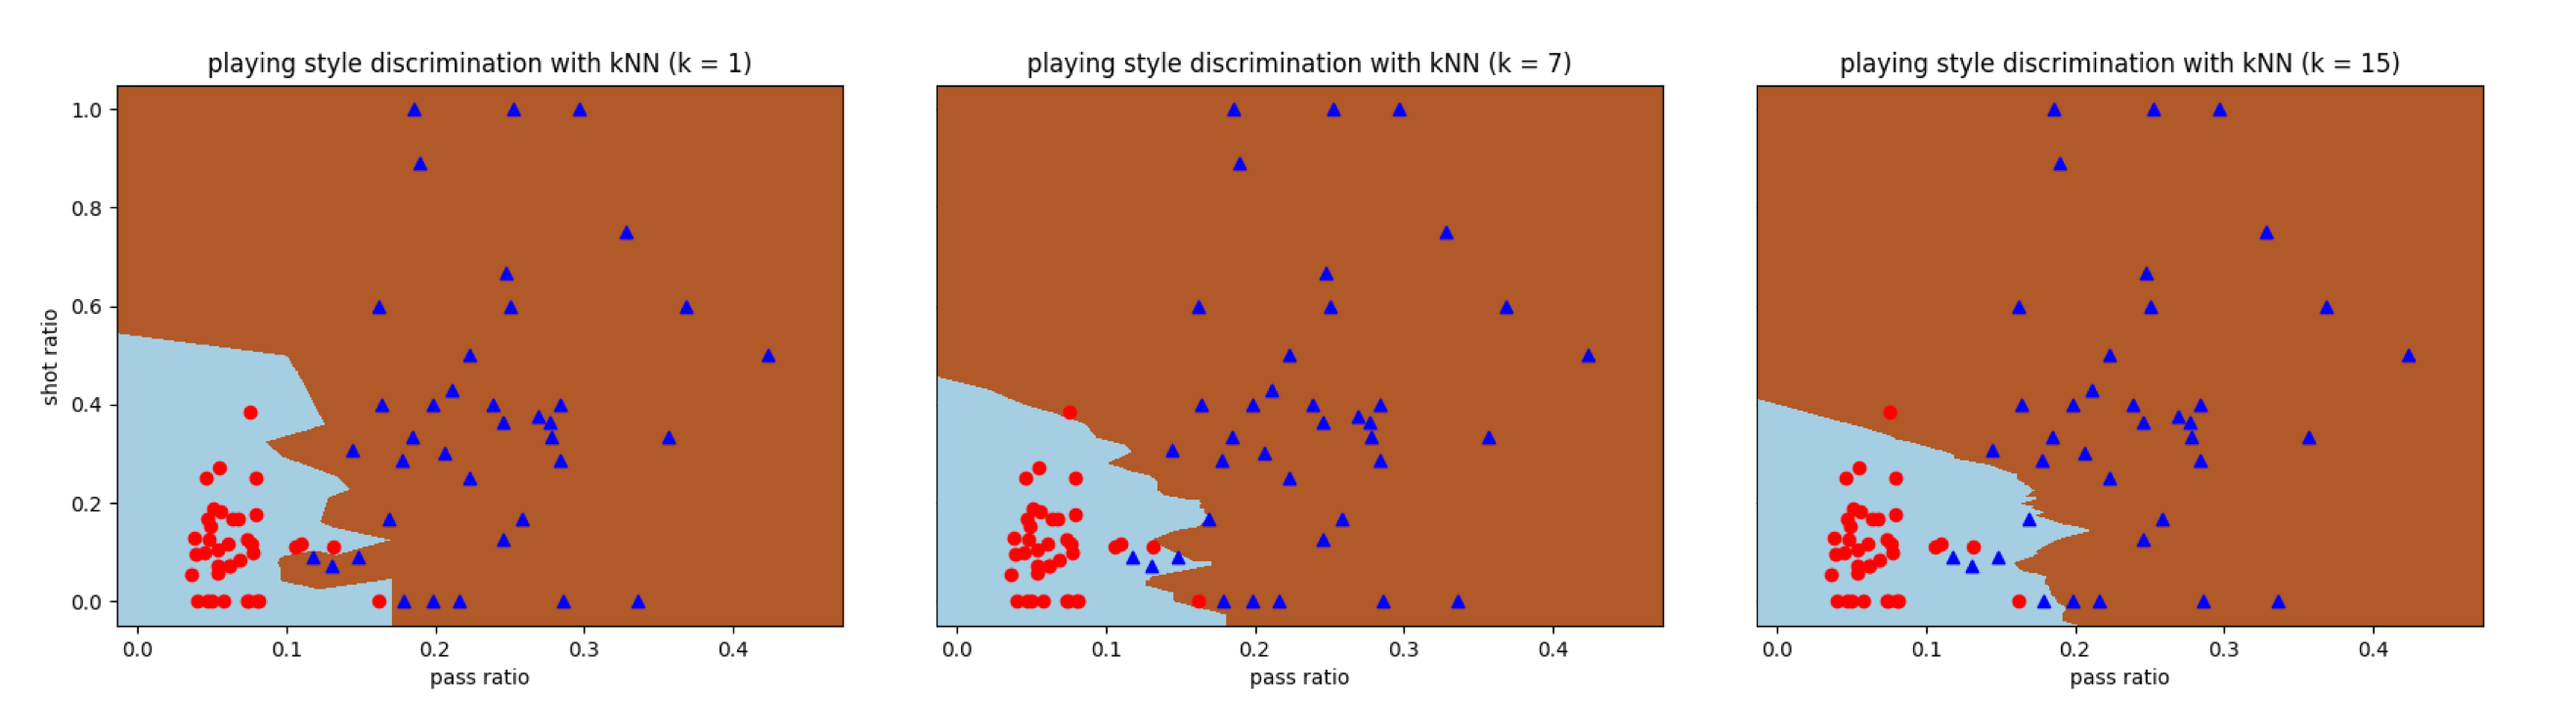 playing style discrimination with kNN (k = 1)
1.0
0.8
0.6
0.4
0.2
0.0
shot ratio
0.0 0.1 0.2 0.3 0.4
pass ratio
playing style discrimination with kNN (k = 7)
0.0 0.1 0.2 0.3 0.4
pass ratio
playing style discrimination with kNN (k = 15)
0.0 0.1 0.2 0.3 0.4
pass ratio